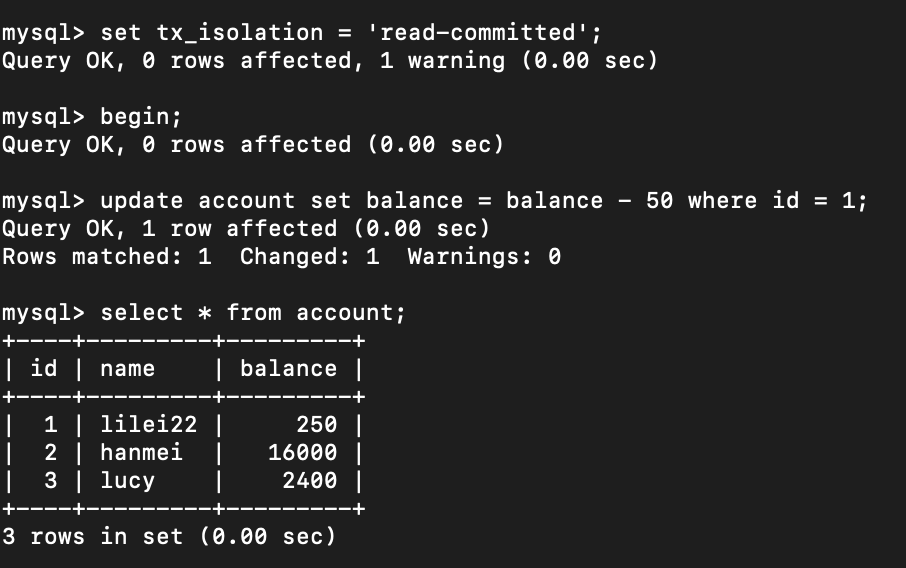 mysql> set tx_isolation = 'read-committed';
Query OK, 0 rows affected, 1 warning (0.00 sec)
mysql> begin;
Query OK, 0 rows affected (0.00 sec)
mysql> update account set balance = balance - 50 where id = 1;
Query OK, 1 row affected (0.00 sec)
Rows matched: 1  Changed: 1  Warnings: 0
mysql> select * from account;
+----+---------+---------+
| id | name    | balance |
+----+---------+---------+
|  1 | lilei22 |     250 |
|  2 | hanmei  |   16000 |
|  3 | lucy    |    2400 |
+----+---------+---------+
3 rows in set (0.00 sec)